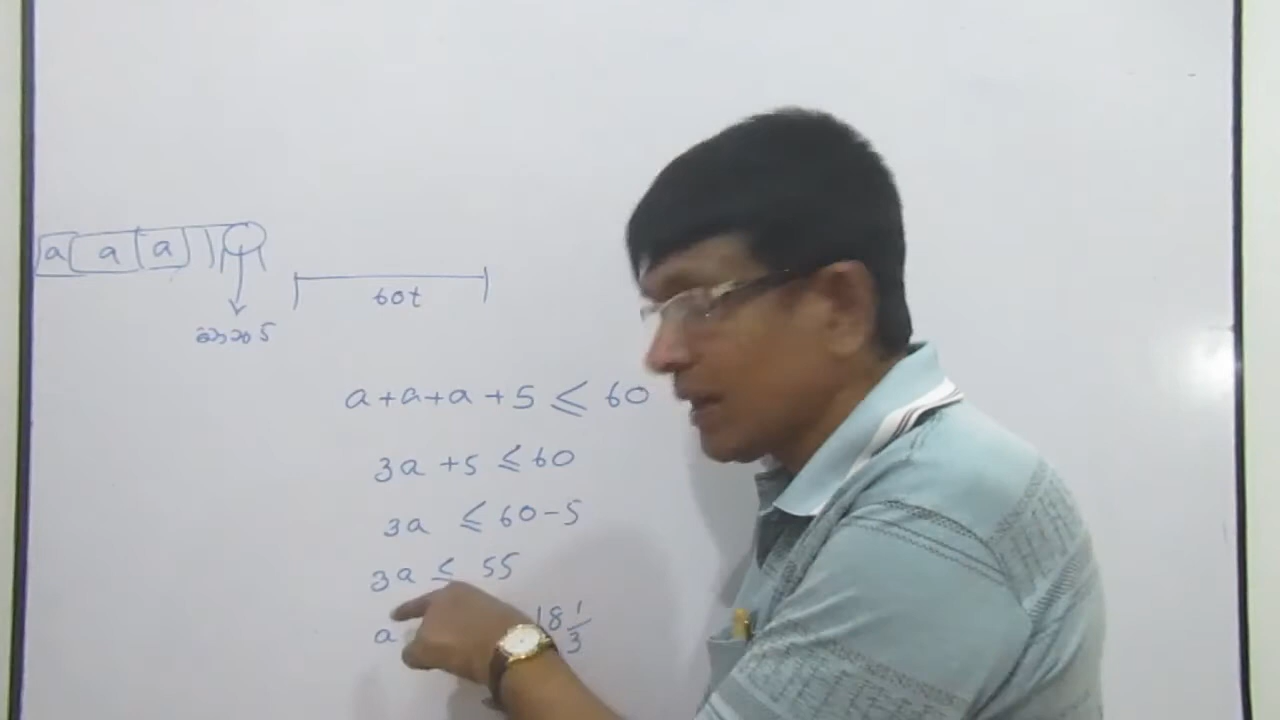 a a a
60t
5
a+a+a+5 ≤ 60
3a +5 ≤ 60
3a ≤ 60-5
3a ≤ 55
a 18 1/3